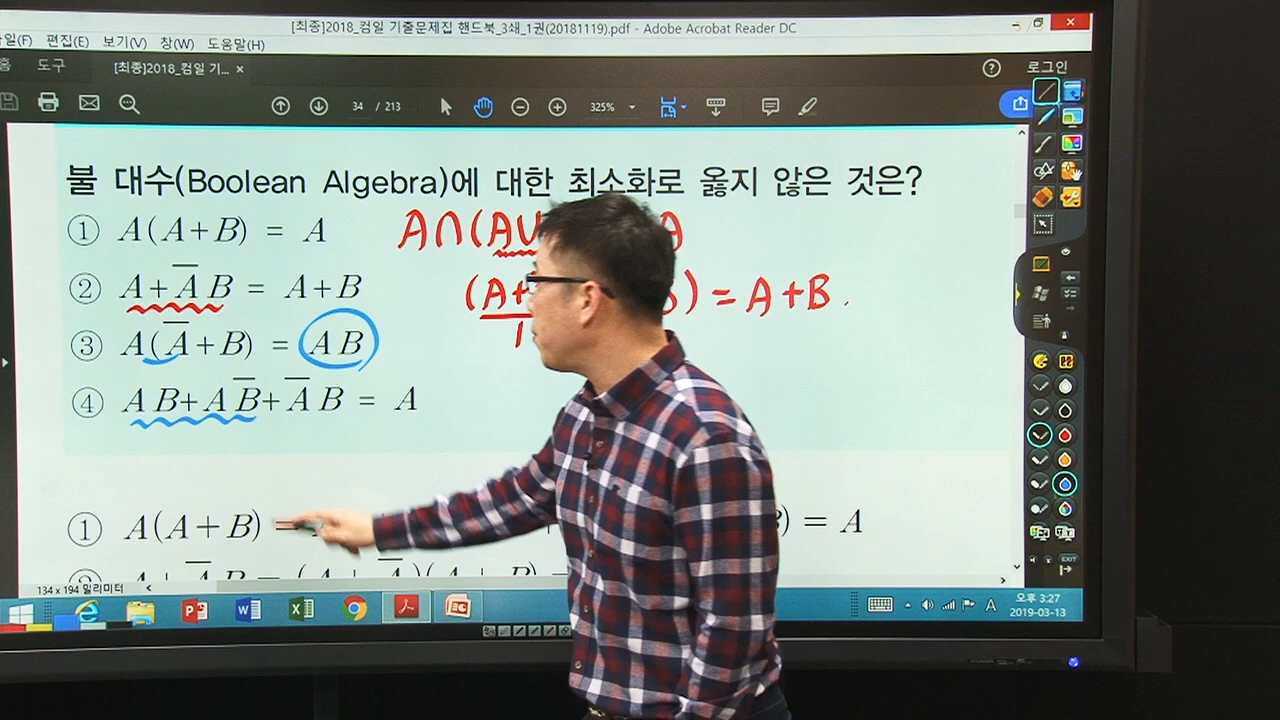 [최종]2018_컴일 기출문제집 핸드북_3쇄_1권(20181119).pdf - Adobe Acrobat Reader DC
일(F) 편집(E) 보기(V) 창(W) 도움말(H)
홈 도구 [최종]2018_컴일 기... × ? 로그인
34 / 213 325%
불 대수(Boolean Algebra)에 대한 최소화로 옳지 않은 것은?
① A(A+B) = A A∩(A∪ A
② A+A̅B = A+B (A+ B) = A+B.
1
③ A(A̅+B) = AB
④ AB+AB̅+A̅B = A
① A(A+B) = B) = A
EXIT
134 x 194 밀리미터
A 오후 3:27
2019-03-13